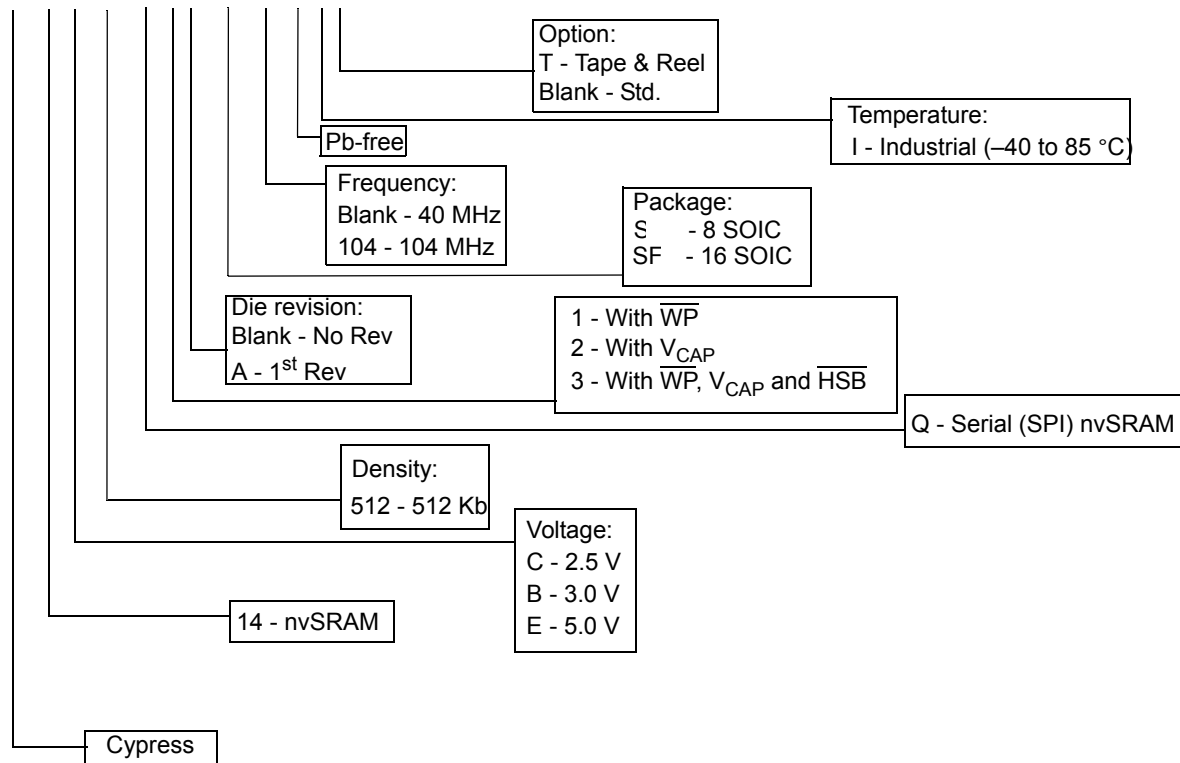 Option:
T - Tape & Reel
Blank - Std.
Temperature:
I - Industrial (–40 to 85 °C)
Pb-free
Frequency:
Blank - 40 MHz
104 - 104 MHz
Package:
S - 8 SOIC
SF - 16 SOIC
Die revision:
Blank - No Rev
A - 1st Rev
1 - With W̅P̅
2 - With VCAP
3 - With W̅P̅, VCAP and H̅S̅B̅
Q - Serial (SPI) nvSRAM
Density:
512 - 512 Kb
Voltage:
C - 2.5 V
B - 3.0 V
E - 5.0 V
14 - nvSRAM
Cypress